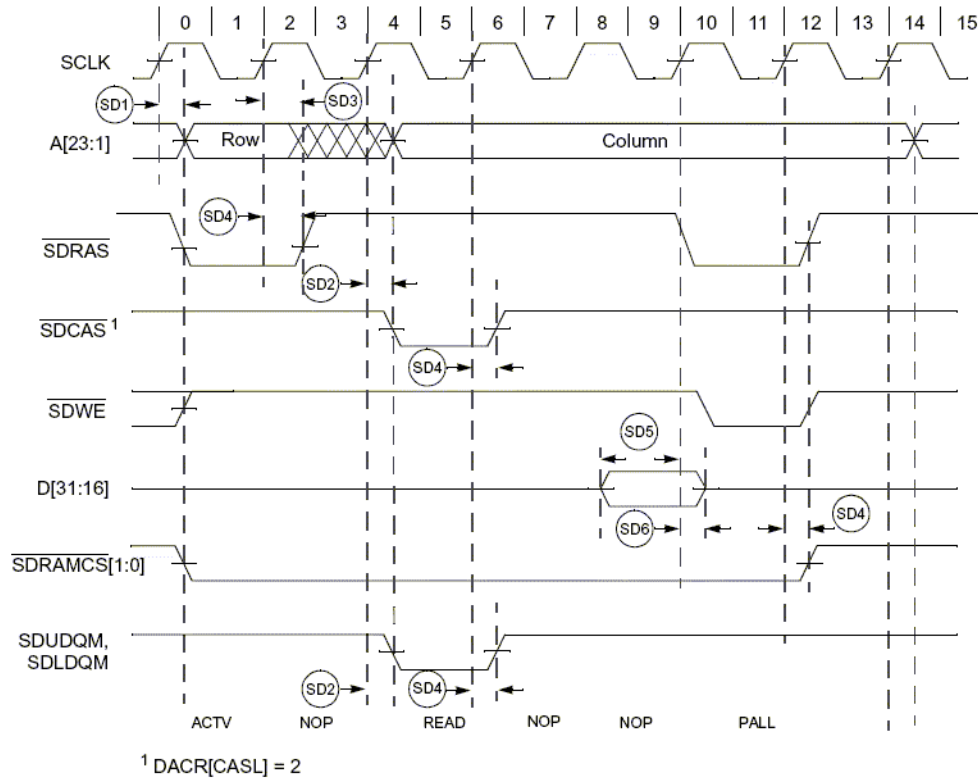 0 1 2 3 4 5 6 7 8 9 10 11 12 13 14 15
SCLK
SD1
SD3
A[23:1]
Row
Column
SD4
SDRAS
SD2
SDCAS 1
SD4
SDWE
SD5
D[31:16]
SD6
SD4
SDRAMCS[1:0]
SDUDQM,
SDLDQM
SD2
SD4
ACTV NOP READ NOP NOP PALL
1 DACR[CASL] = 2